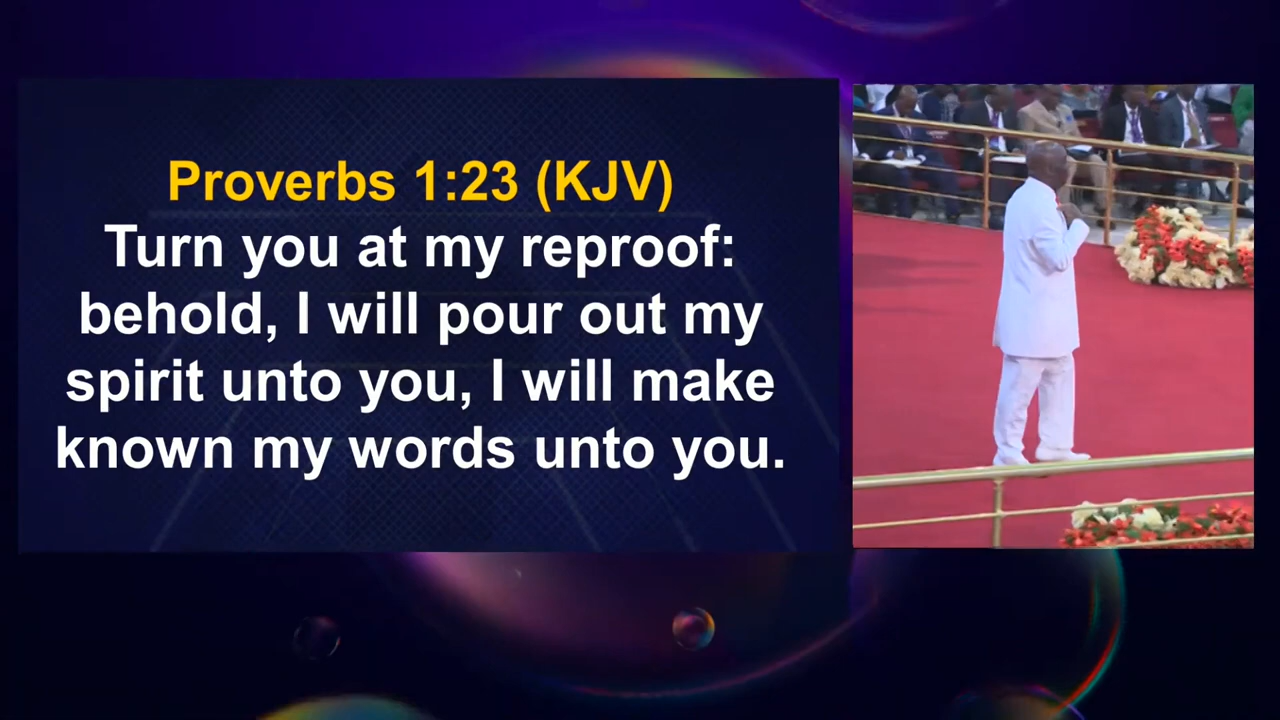 Proverbs 1:23 (KJV)
Turn you at my reproof:
behold, I will pour out my
spirit unto you, I will make
known my words unto you.